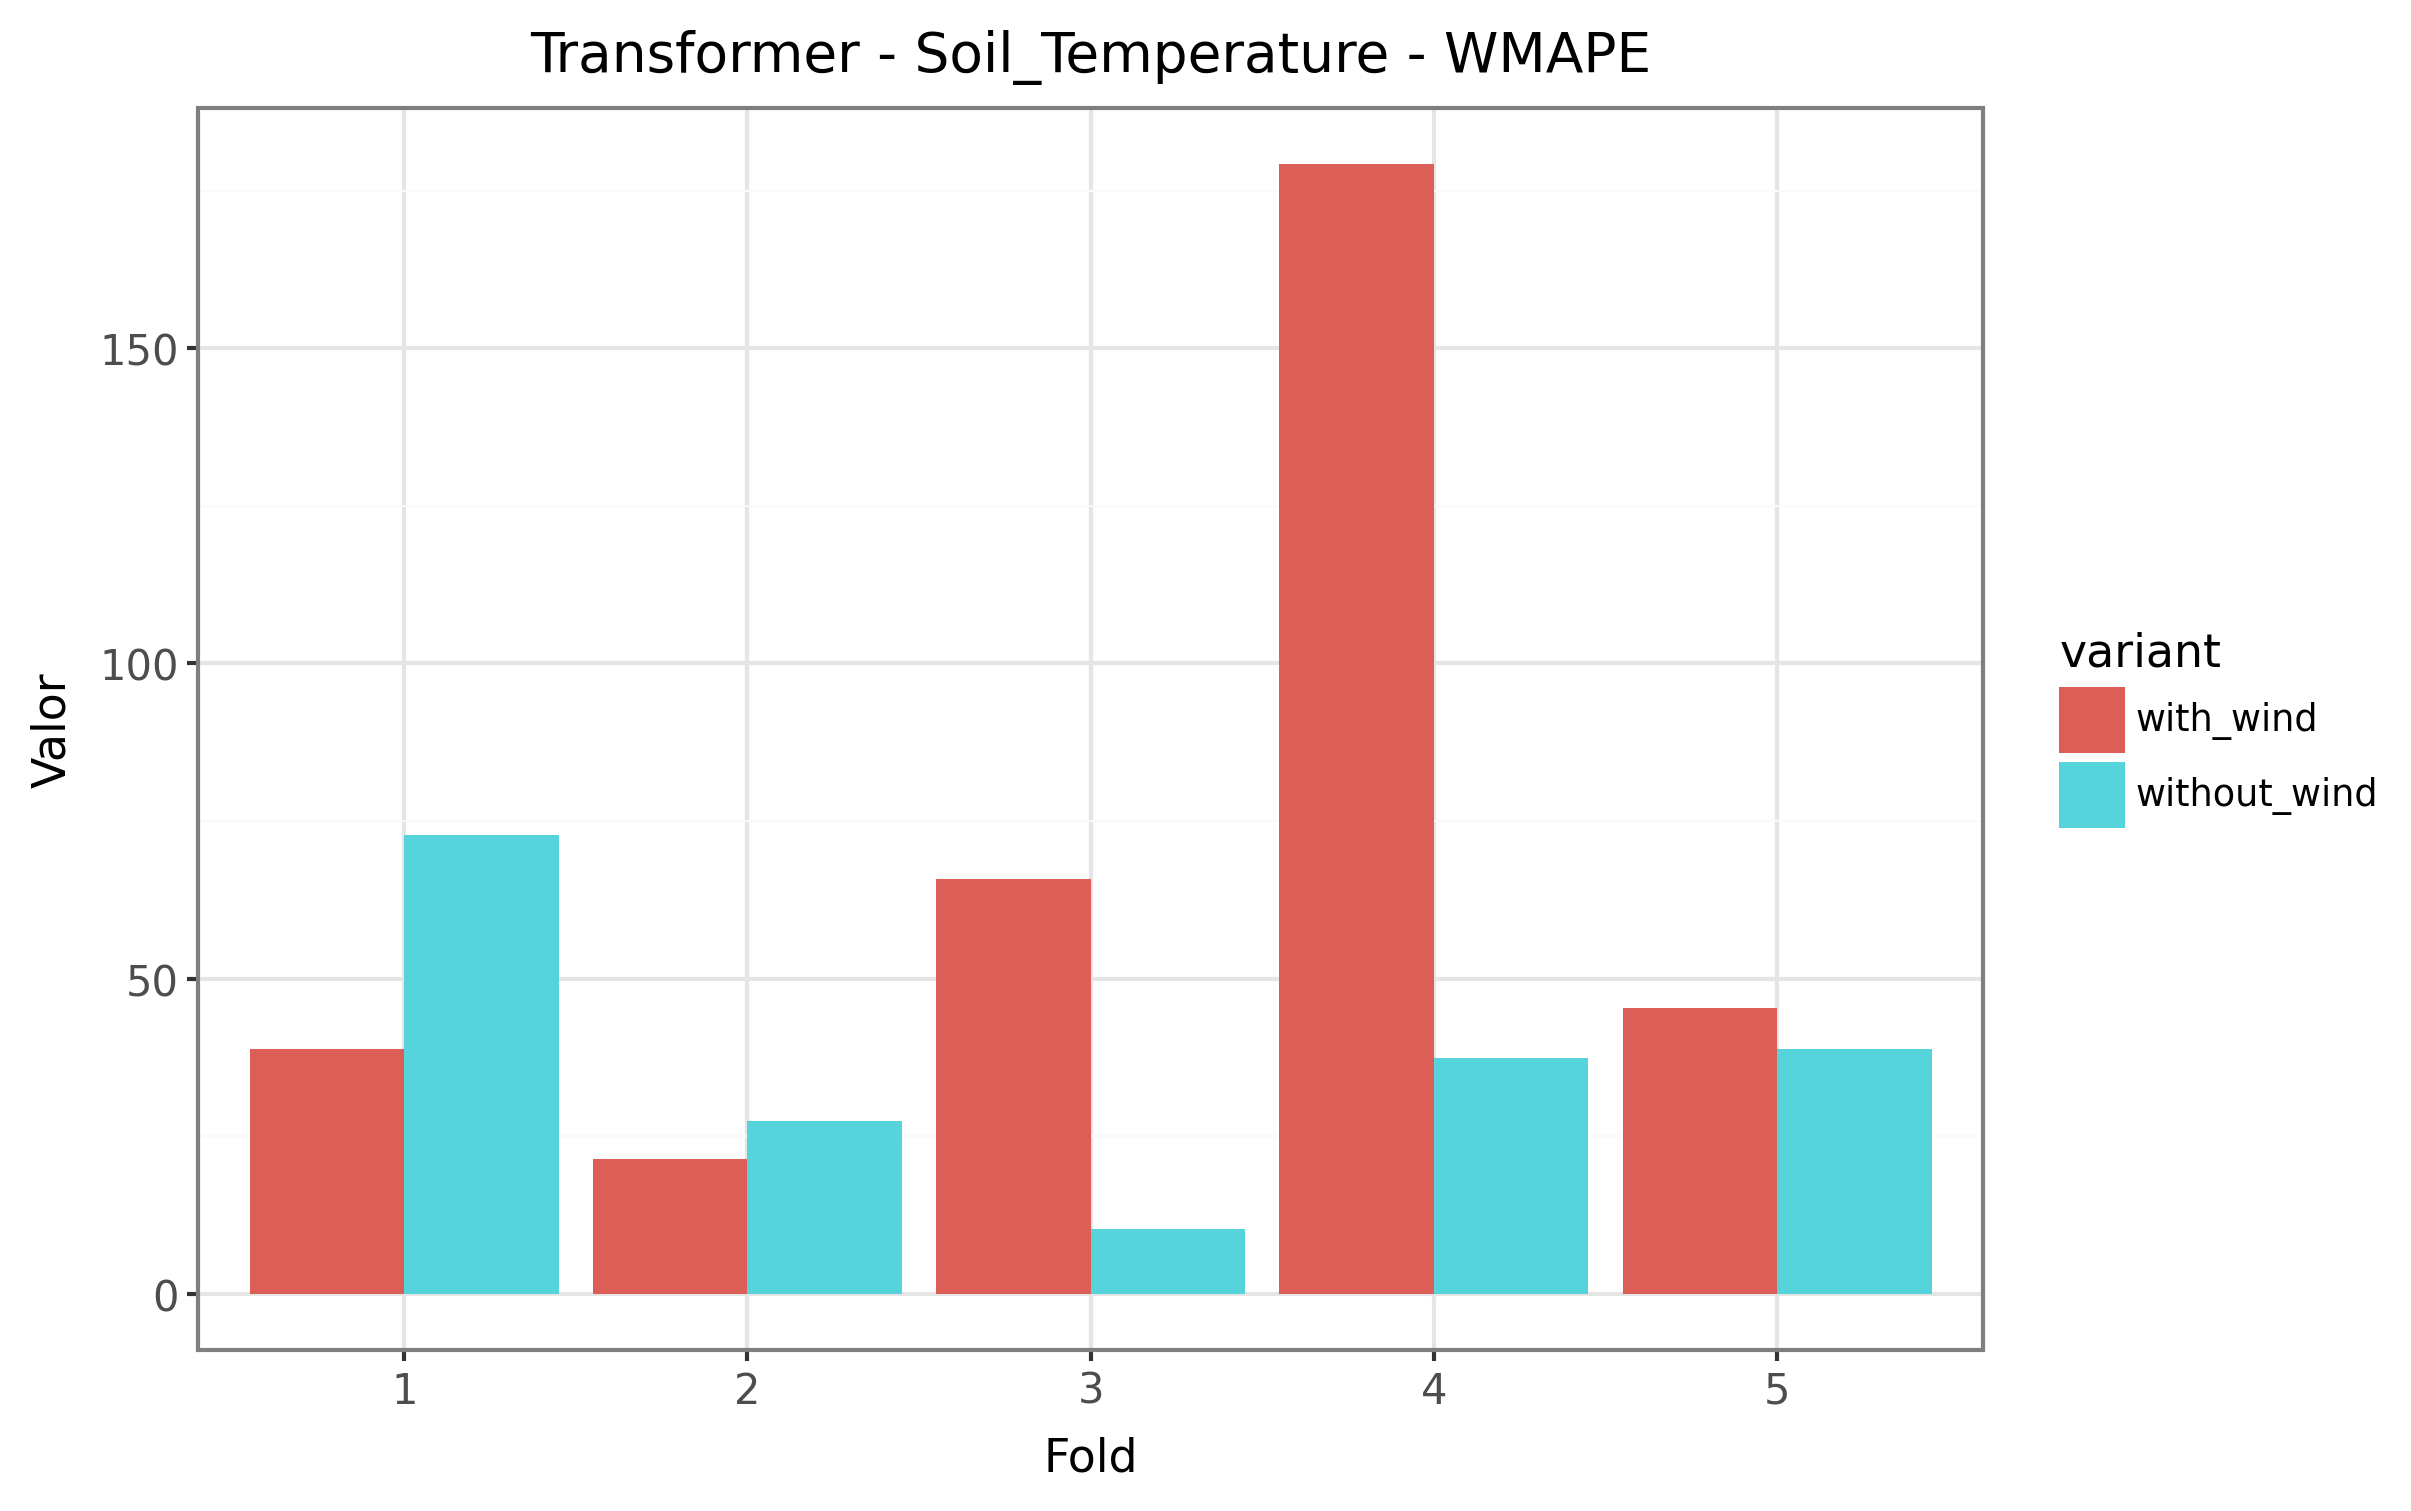 Transformer - Soil_Temperature - WMAPE
Valor
150
100
50
0
1 2 3 4 5
Fold
variant
with_wind
without_wind